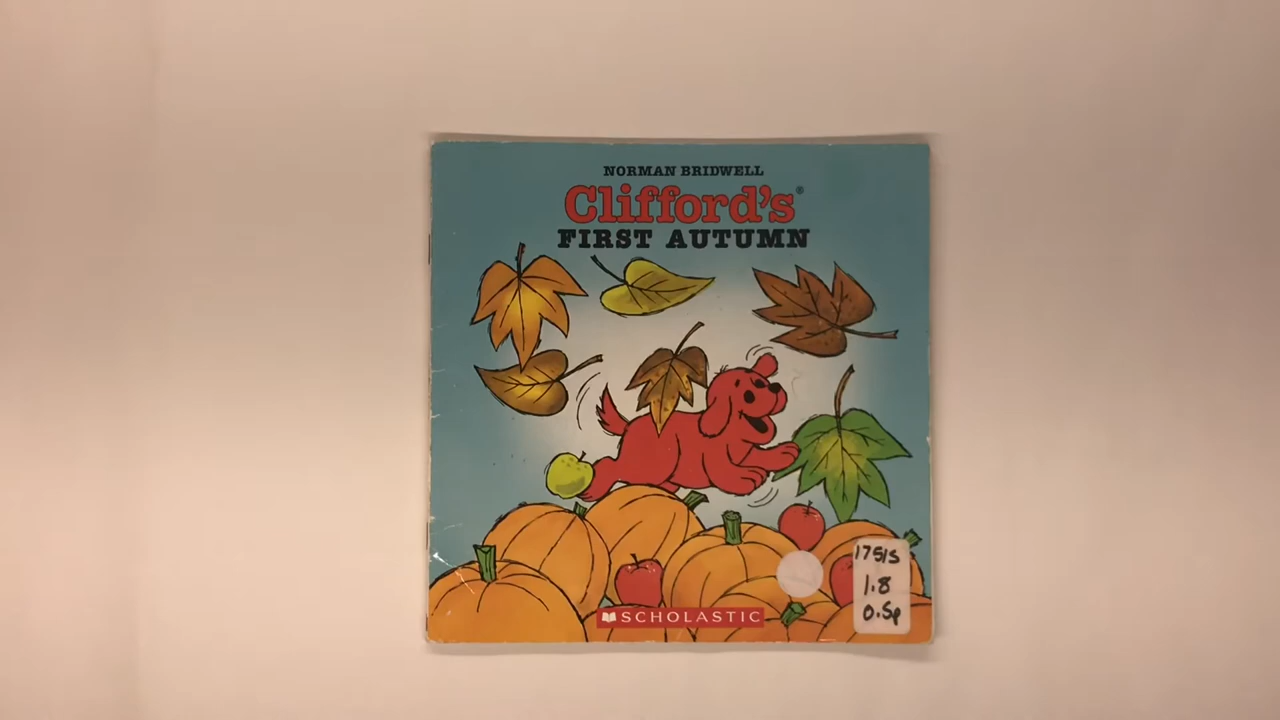 NORMAN BRIDWELL
Clifford's®
FIRST AUTUMN
SCHOLASTIC
17515
1.8
0.5p